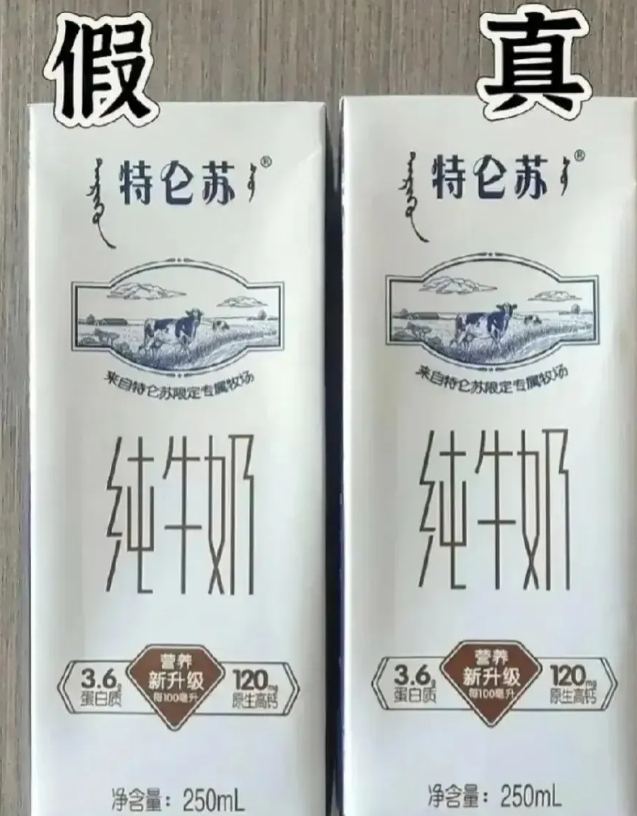 假
真
特仑苏®
来自特仑苏限定专属牧场
纯牛奶
3.6g
蛋白质
营养
新升级
每100毫升
120mg
原生高钙
净含量：250mL
特仑苏®
来自特仑苏限定专属牧场
纯牛奶
3.6g
蛋白质
营养
新升级
每100毫升
120mg
原生高钙
净含量：250mL